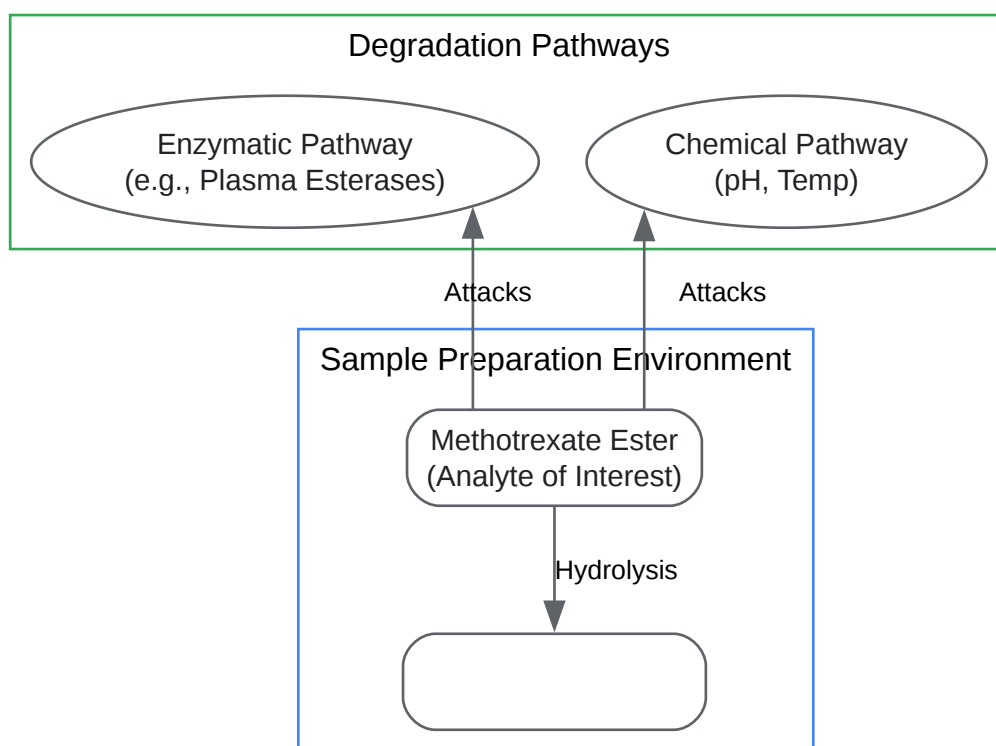 Degradation Pathways
Enzymatic Pathway
(e.g., Plasma Esterases)
Chemical Pathway
(pH, Temp)
Attacks
Attacks
Sample Preparation Environment
Methotrexate Ester
(Analyte of Interest)
Hydrolysis